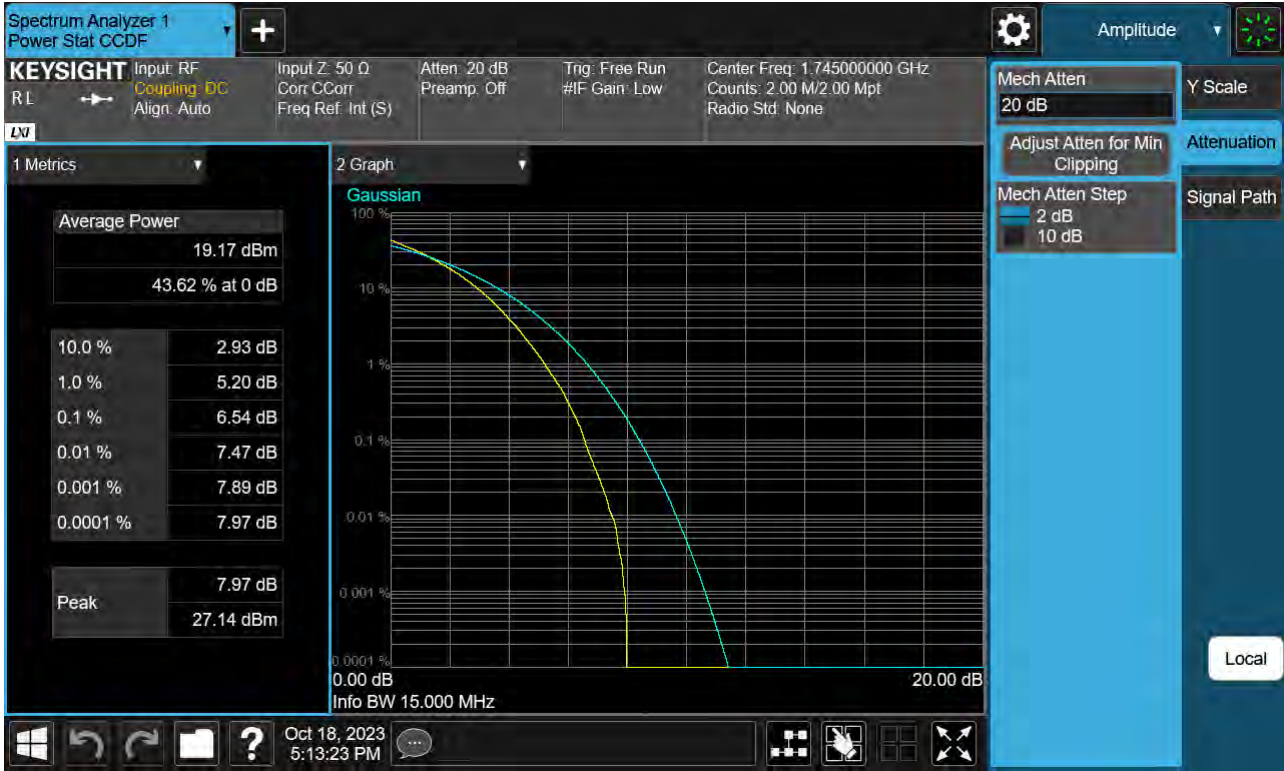 Spectrum Analyzer 1
Power Stat CCDF
Amplitude
KEYSIGHT
RL
LXI
Input: RF
Coupling: DC
Align: Auto
Input Z: 50 Ω
Corr CCorr
Freq Ref: Int (S)
Atten: 20 dB
Preamp: Off
Trig: Free Run
#IF Gain: Low
Center Freq: 1.745000000 GHz
Counts: 2.00 M/2.00 Mpt
Radio Std: None
Mech Atten
20 dB
Adjust Atten for Min
Clipping
Mech Atten Step
2 dB
10 dB
Y Scale
Attenuation
Signal Path
1 Metrics
Average Power
19.17 dBm
43.62 % at 0 dB
10.0 % 2.93 dB
1.0 % 5.20 dB
0.1 % 6.54 dB
0.01 % 7.47 dB
0.001 % 7.89 dB
0.0001 % 7.97 dB
Peak
7.97 dB
27.14 dBm
2 Graph
Gaussian
100 %
10 %
1 %
0.1 %
0.01 %
0.001 %
0.0001 %
0.00 dB 20.00 dB
Info BW 15.000 MHz
Local
?
Oct 18, 2023
5:13:23 PM